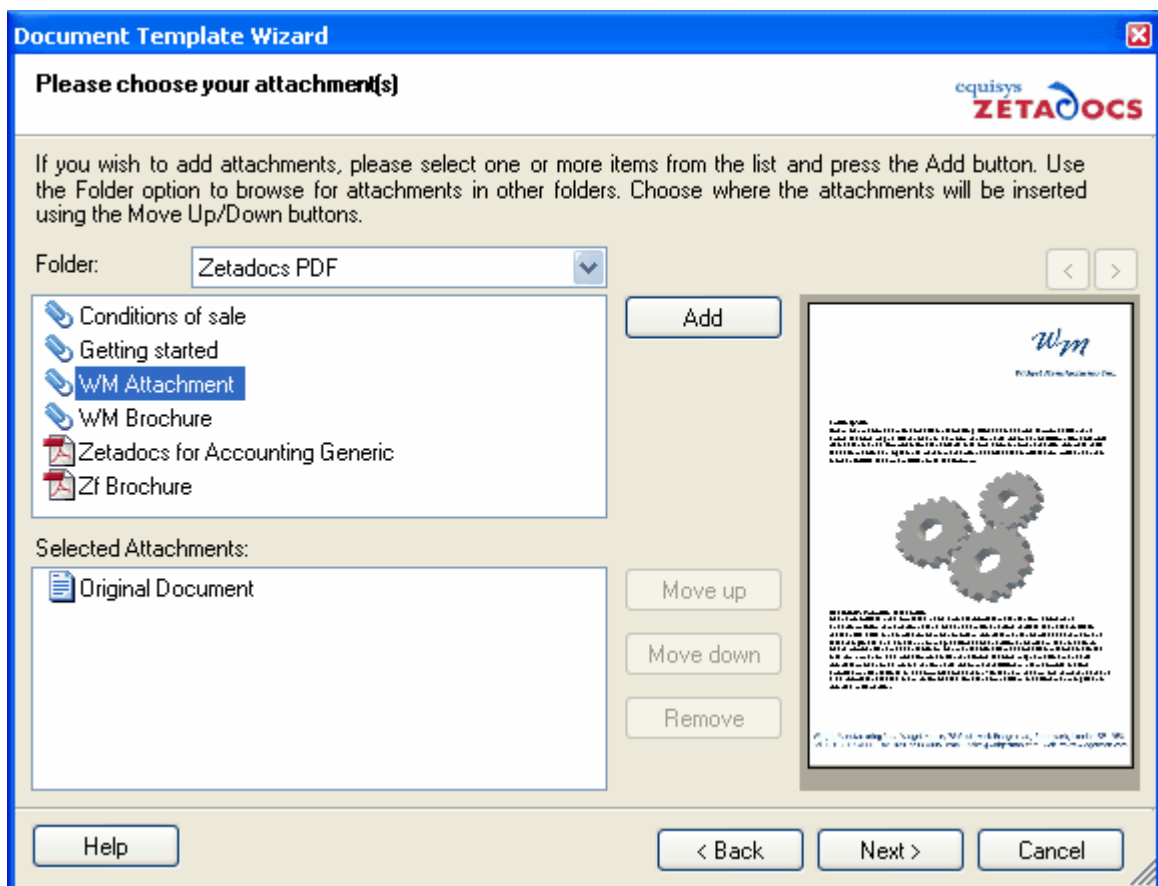 Document Template Wizard
Please choose your attachment(s)
equisys
ZETADOCS
If you wish to add attachments, please select one or more items from the list and press the Add button. Use
the Folder option to browse for attachments in other folders. Choose where the attachments will be inserted
using the Move Up/Down buttons.
Folder:
Zetadocs PDF
< >
Conditions of sale
Getting started
WM Attachment
WM Brochure
Zetadocs for Accounting Generic
Zf Brochure
Add
Wm
Selected Attachments:
Original Document
Move up
Move down
Remove
Help
< Back
Next >
Cancel